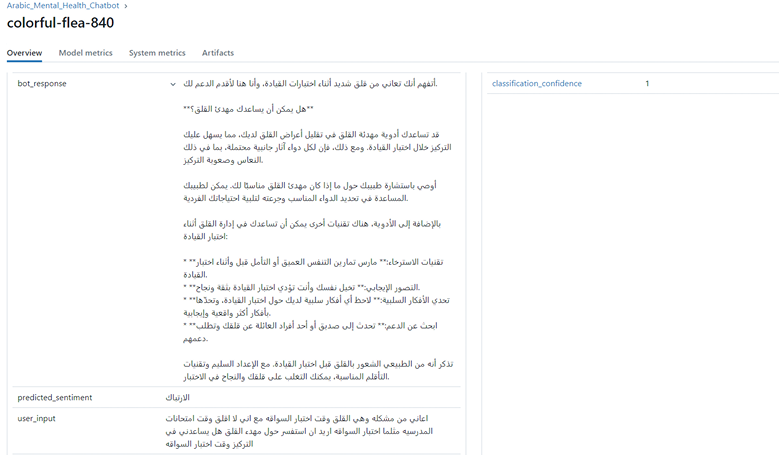 Arabic_Mental_Health_Chatbot ›
colorful-flea-840
Overview Model metrics System metrics Artifacts
bot_response
أتفهم أنك تعاني من قلق شديد أثناء اختبارات القيادة، وأنا هنا لأقدم الدعم لك.
**هل يمكن أن يساعدك مهدئ القلق؟**
قد تساعدك أدوية مهدئة القلق في تقليل أعراض القلق لديك، مما يسهل عليك
التركيز خلال اختبار القيادة. ومع ذلك، فإن لكل دواء آثار جانبية محتملة، بما في ذلك
النعاس وصعوبة التركيز.
أوصي باستشارة طبيبك حول ما إذا كان مهدئ القلق مناسبًا لك. يمكن لطبيبك
المساعدة في تحديد الدواء المناسب وجرعته لتلبية احتياجاتك الفردية.
بالإضافة إلى الأدوية، هناك تقنيات أخرى يمكن أن تساعدك في إدارة القلق أثناء
اختبار القيادة:
* **تقنيات الاسترخاء:** مارس تمارين التنفس العميق أو التأمل قبل وأثناء اختبار
القيادة.
* **التصور الإيجابي:** تخيل نفسك وأنت تؤدي اختبار القيادة بثقة ونجاح.
* **تحدي الأفكار السلبية:** لاحظ أي أفكار سلبية لديك حول اختبار القيادة، وتحدّها
بأفكار أكثر واقعية وإيجابية.
* **ابحث عن الدعم:** تحدث إلى صديق أو أحد أفراد العائلة عن قلقك وتطلب
دعمهم.
تذكر أنه من الطبيعي الشعور بالقلق قبل اختبار القيادة. مع الإعداد السليم وتقنيات
التأقلم المناسبة، يمكنك التغلب على قلقك والنجاح في الاختبار.
predicted_sentiment الارتباك
user_input
اعاني من مشكله وهي القلق وقت اختبار السواقه مع اني لا اقلق وقت امتحانات
المدرسيه مثلما اختبار السواقه اريد ان استفسر حول مهدء القلق هل يساعدني في
التركيز وقت اختبار السواقه
classification_confidence 1